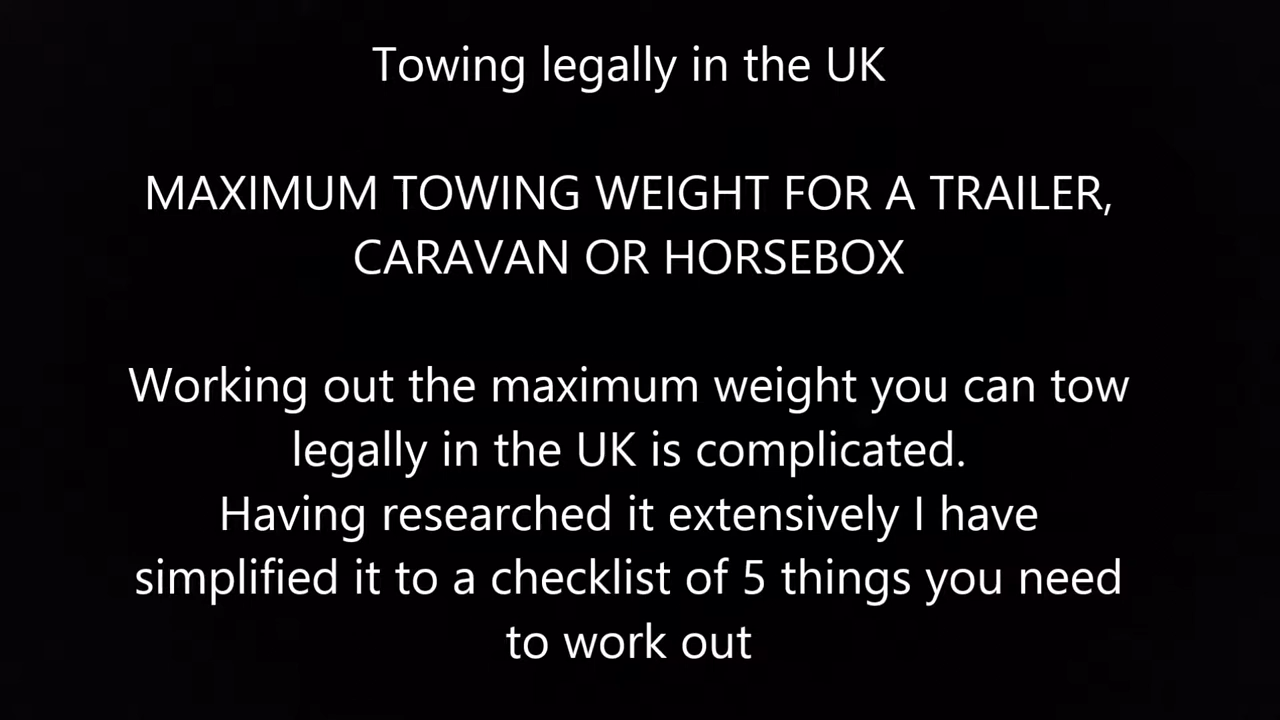 Towing legally in the UK
MAXIMUM TOWING WEIGHT FOR A TRAILER,
CARAVAN OR HORSEBOX
Working out the maximum weight you can tow
legally in the UK is complicated.
Having researched it extensively I have
simplified it to a checklist of 5 things you need
to work out